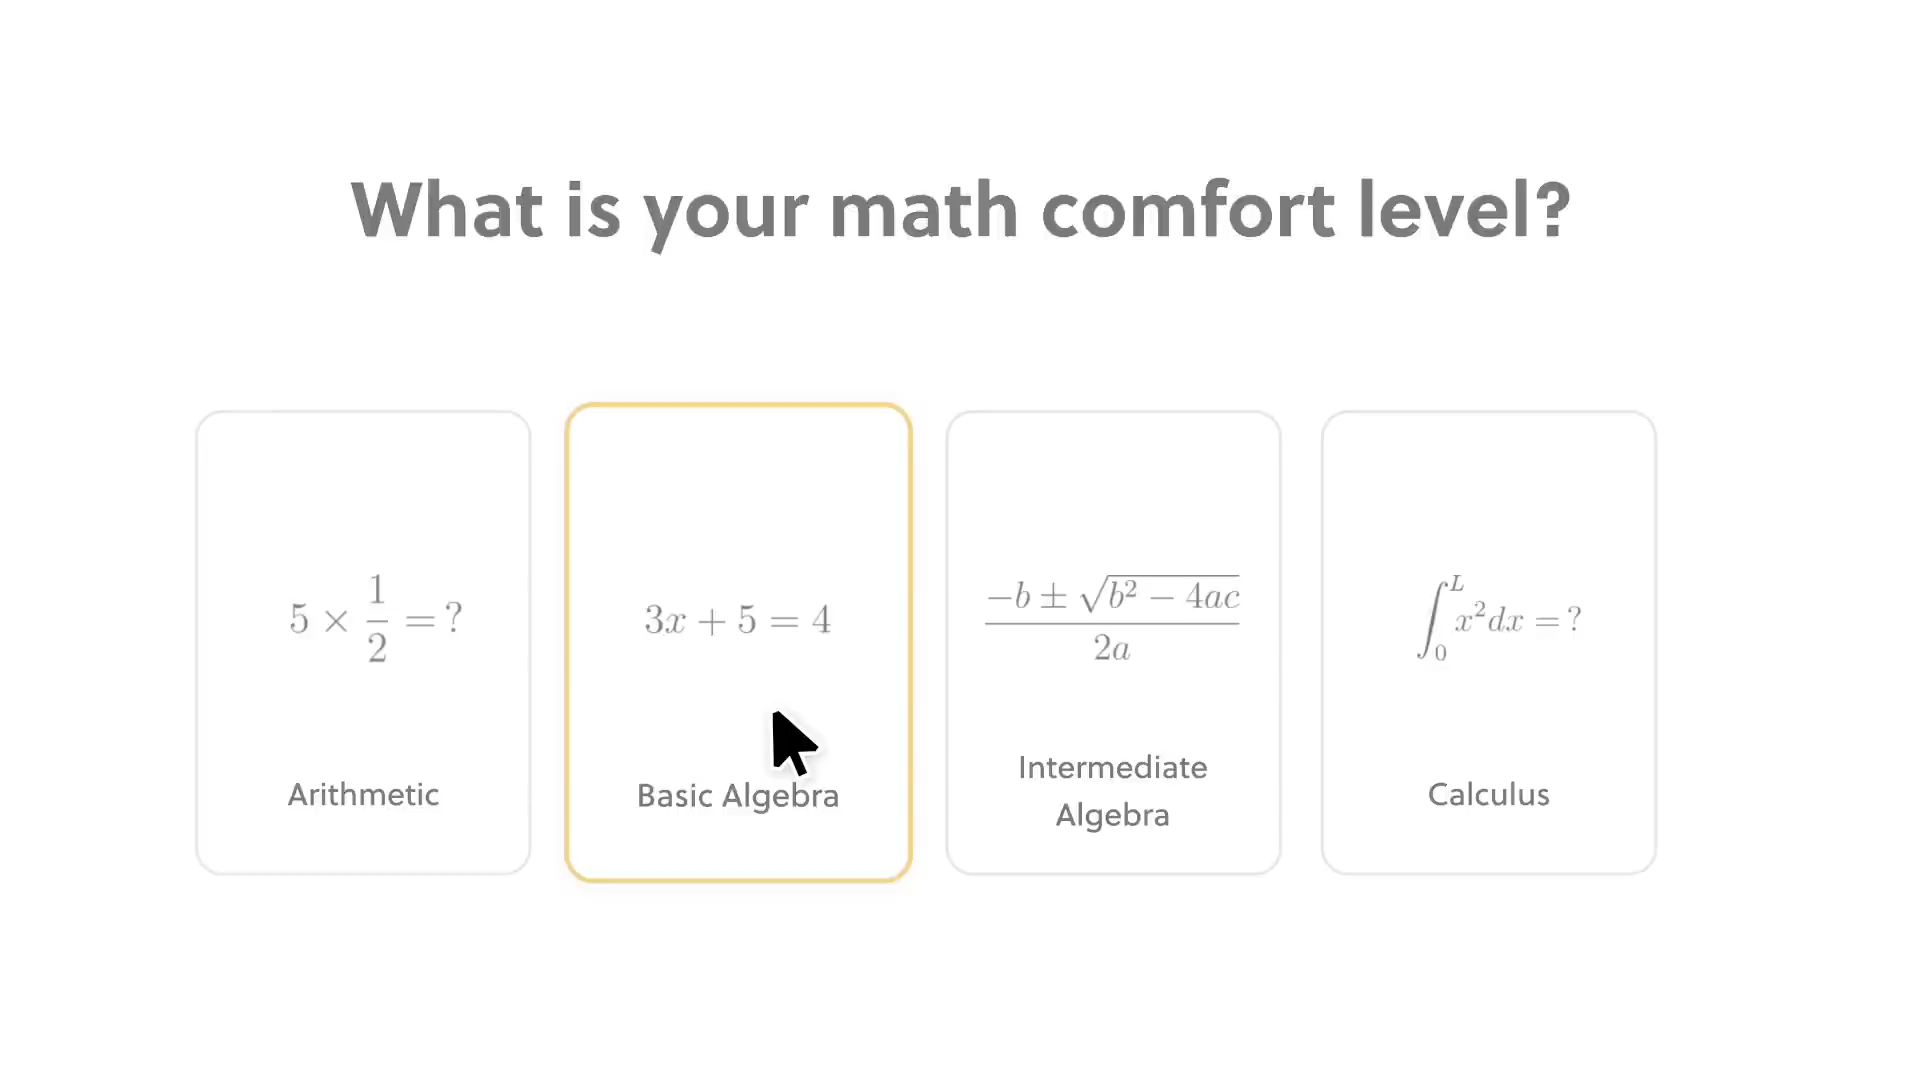 What is your math comfort level?
5 × 1/2 = ?
3x + 5 = 4
(−b ± √(b² − 4ac))/2a
∫₀ᴸ x²dx = ?
Arithmetic
Basic Algebra
Intermediate
Algebra
Calculus